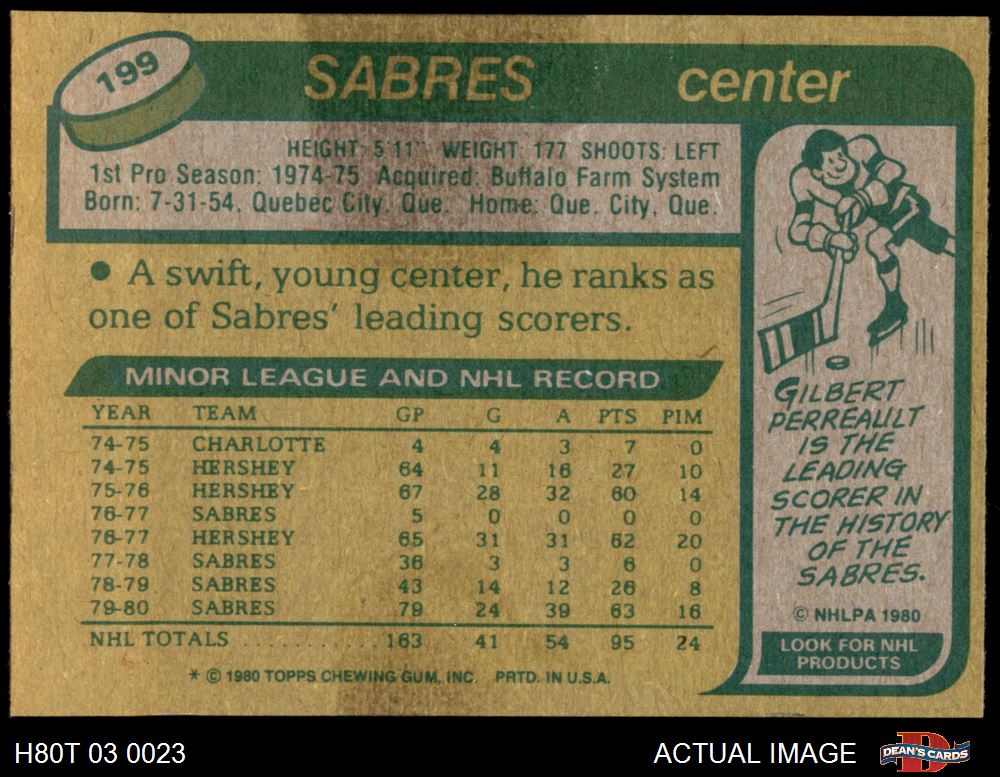 199
SABRES center
HEIGHT: 5'11" WEIGHT: 177 SHOOTS: LEFT
1st Pro Season: 1974-75 Acquired: Buffalo Farm System
Born: 7-31-54, Quebec City, Que. Home: Que. City, Que.
● A swift, young center, he ranks as
one of Sabres' leading scorers.
MINOR LEAGUE AND NHL RECORD
YEAR TEAM GP G A PTS PIM
74-75 CHARLOTTE 4 4 3 7 0
74-75 HERSHEY 64 11 16 27 10
75-76 HERSHEY 67 28 32 60 14
76-77 SABRES 5 0 0 0 0
76-77 HERSHEY 65 31 31 62 20
77-78 SABRES 36 3 3 6 0
78-79 SABRES 43 14 12 26 8
79-80 SABRES 79 24 39 63 16
NHL TOTALS ............ 163 41 54 95 24
* © 1980 TOPPS CHEWING GUM, INC. PRTD. IN U.S.A.
GILBERT
PERREAULT
IS THE
LEADING
SCORER IN
THE HISTORY
OF THE
SABRES.
© NHLPA 1980
LOOK FOR NHL
PRODUCTS
H80T 03 0023
ACTUAL IMAGE
D
DEAN'S CARDS